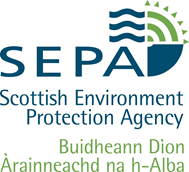 SEPA
Scottish Environment
Protection Agency
Buidheann Dìon
Àrainneachd na h-Alba